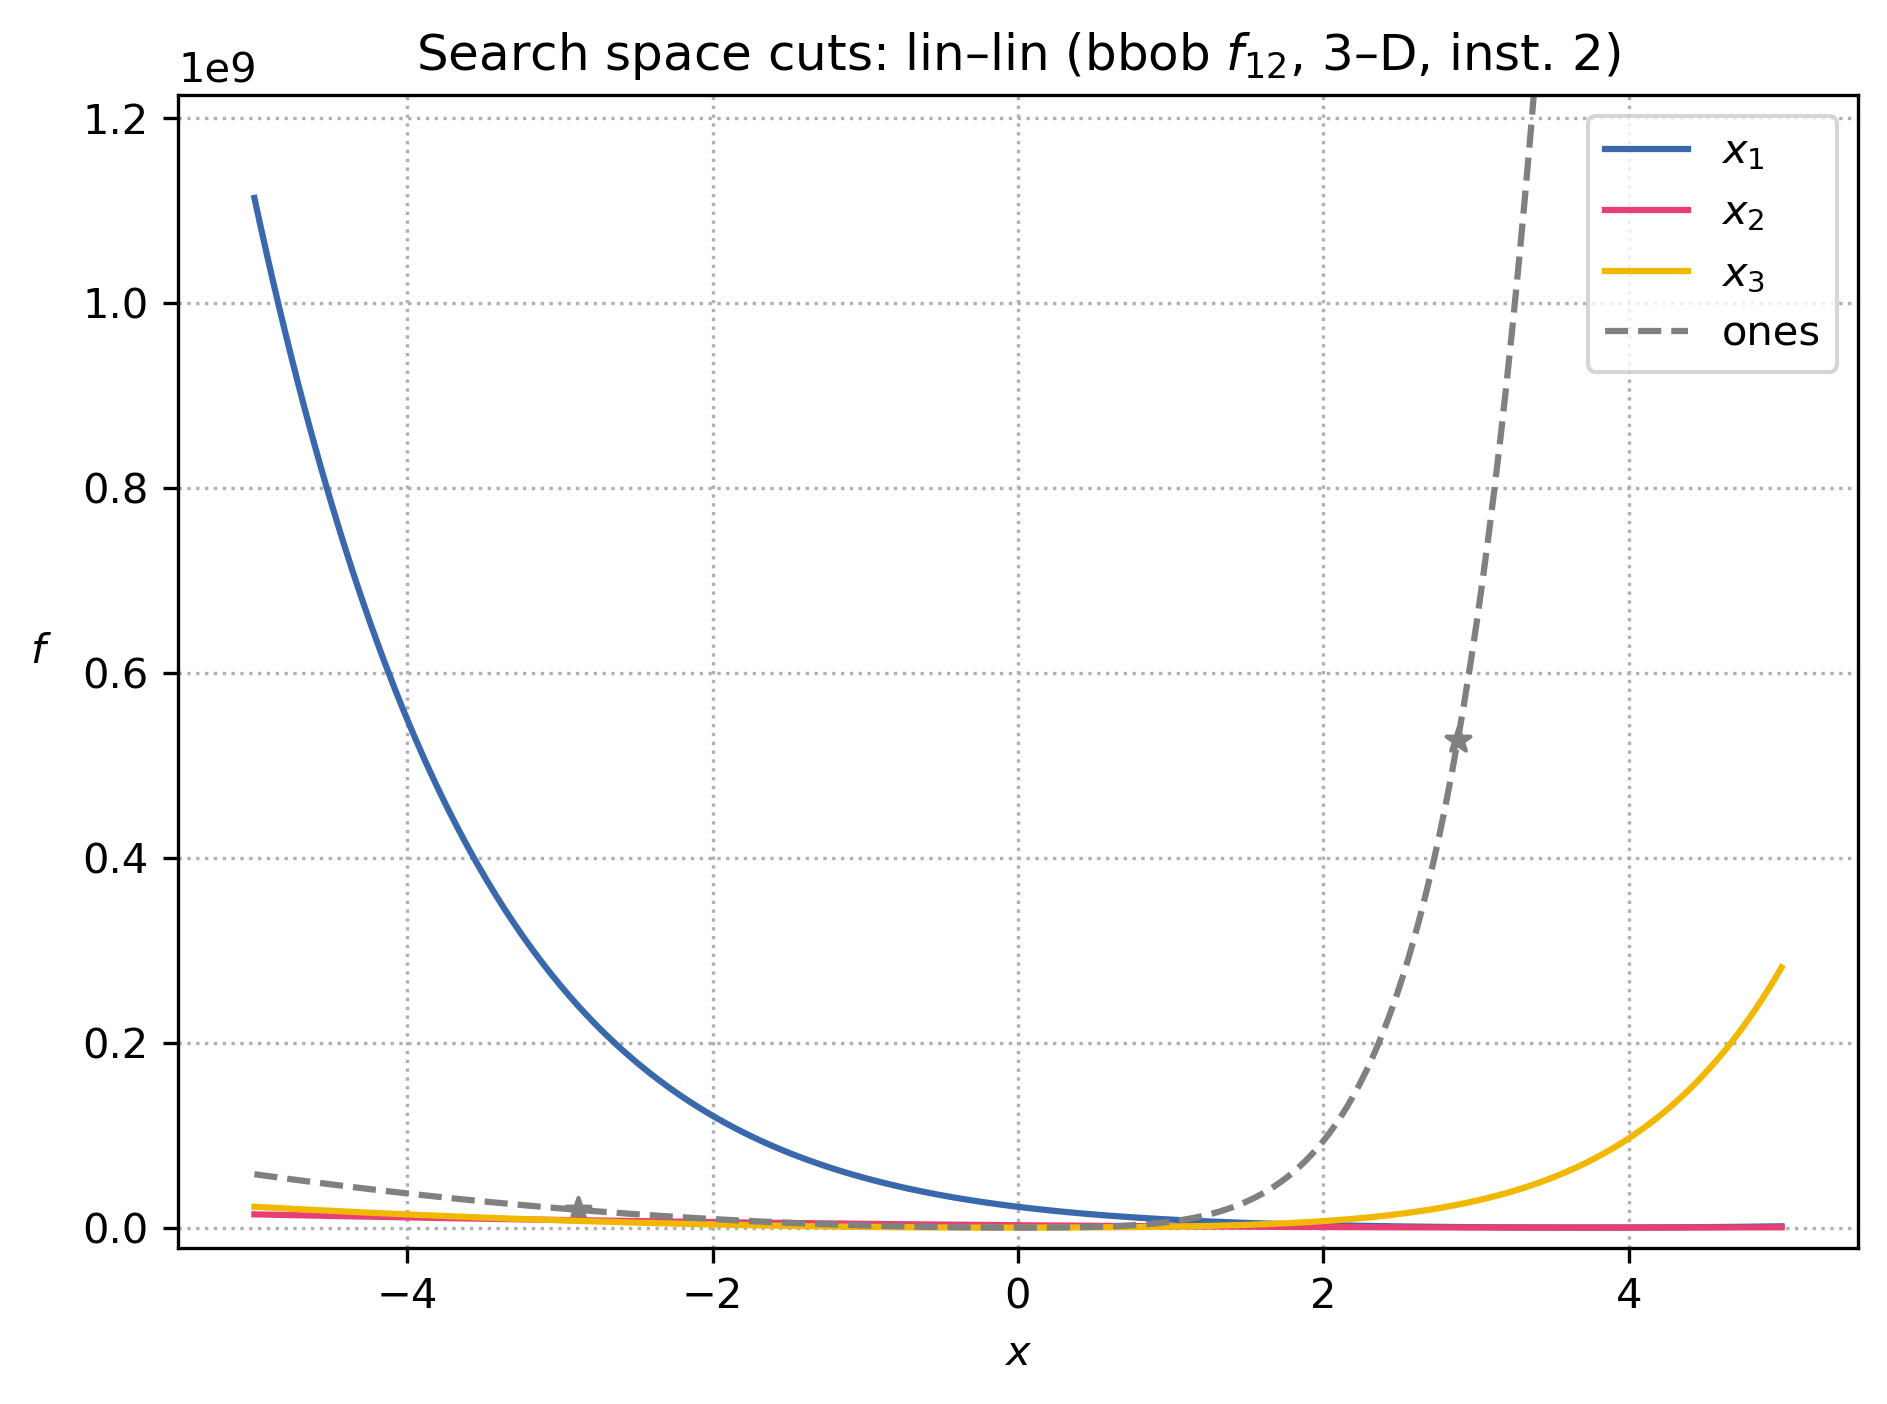 Search space cuts: lin–lin (bbob f12, 3–D, inst. 2)
1e9
1.2
1.0
0.8
0.6
0.4
0.2
0.0
f
x1
x2
x3
ones
−4
−2
0
2
4
x